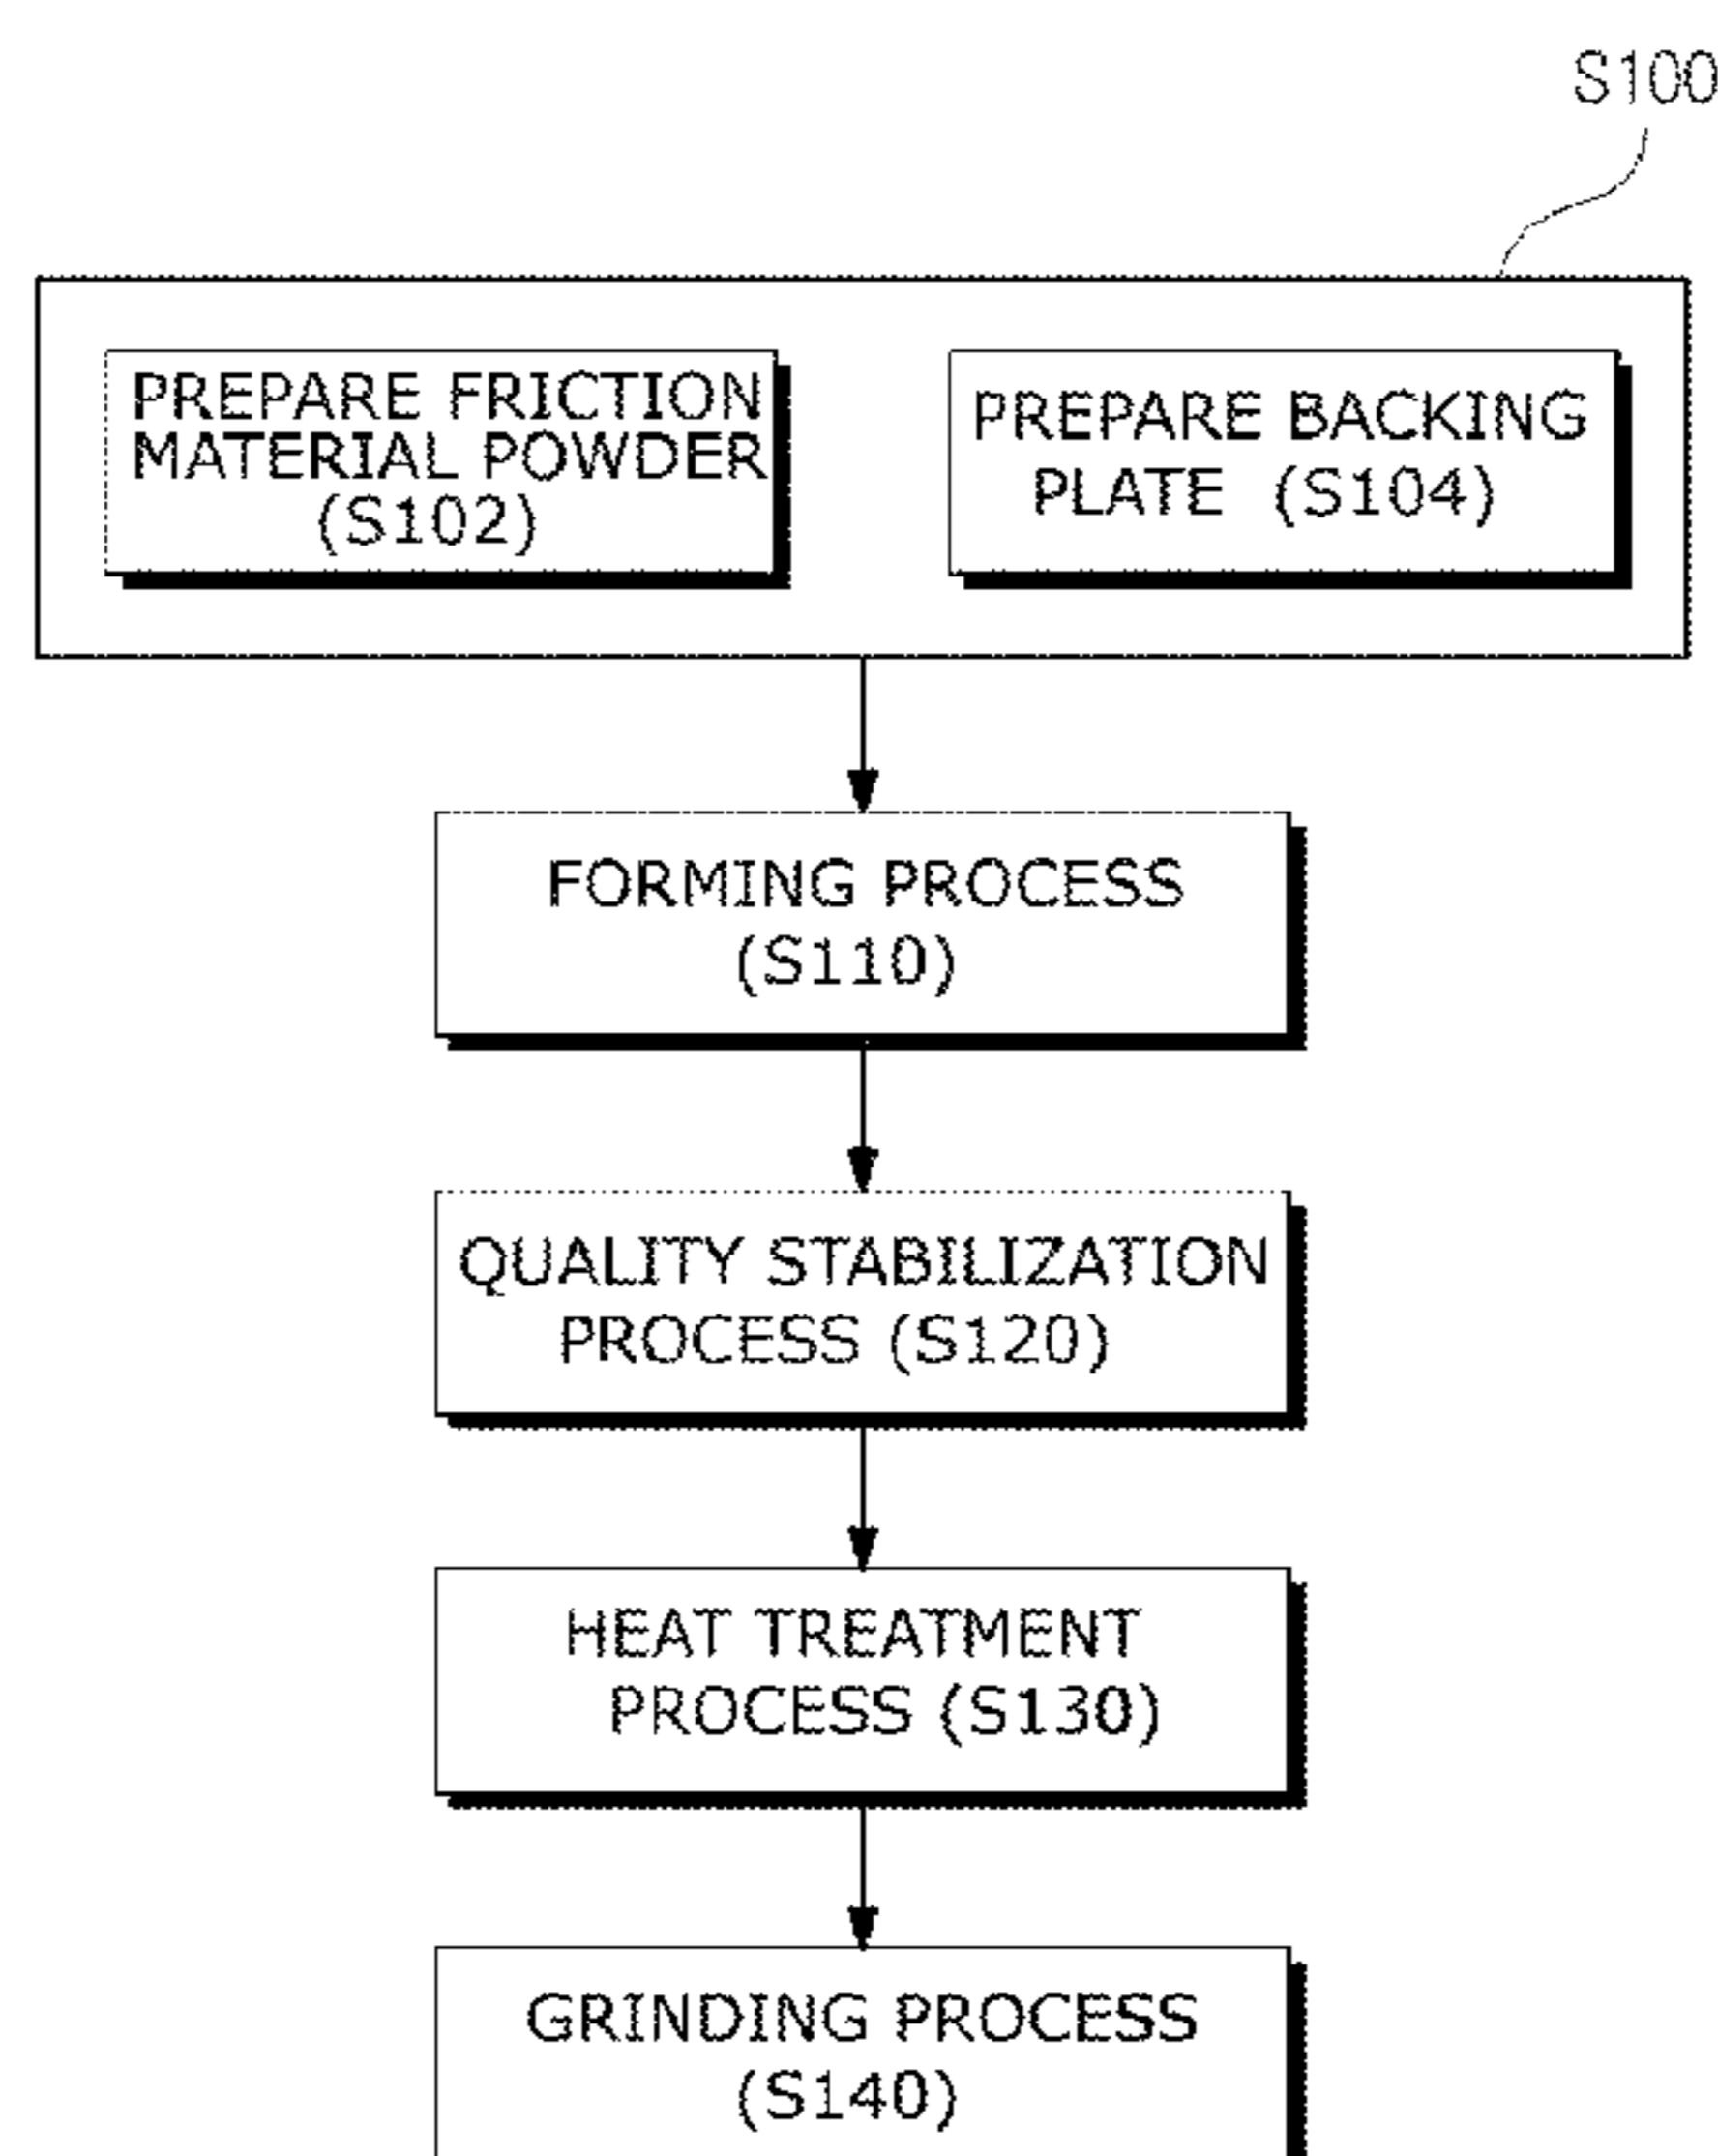 S100
PREPARE FRICTION
MATERIAL POWDER
(S102)
PREPARE BACKING
PLATE (S104)
FORMING PROCESS
(S110)
QUALITY STABILIZATION
PROCESS (S120)
HEAT TREATMENT
PROCESS (S130)
GRINDING PROCESS
(S140)